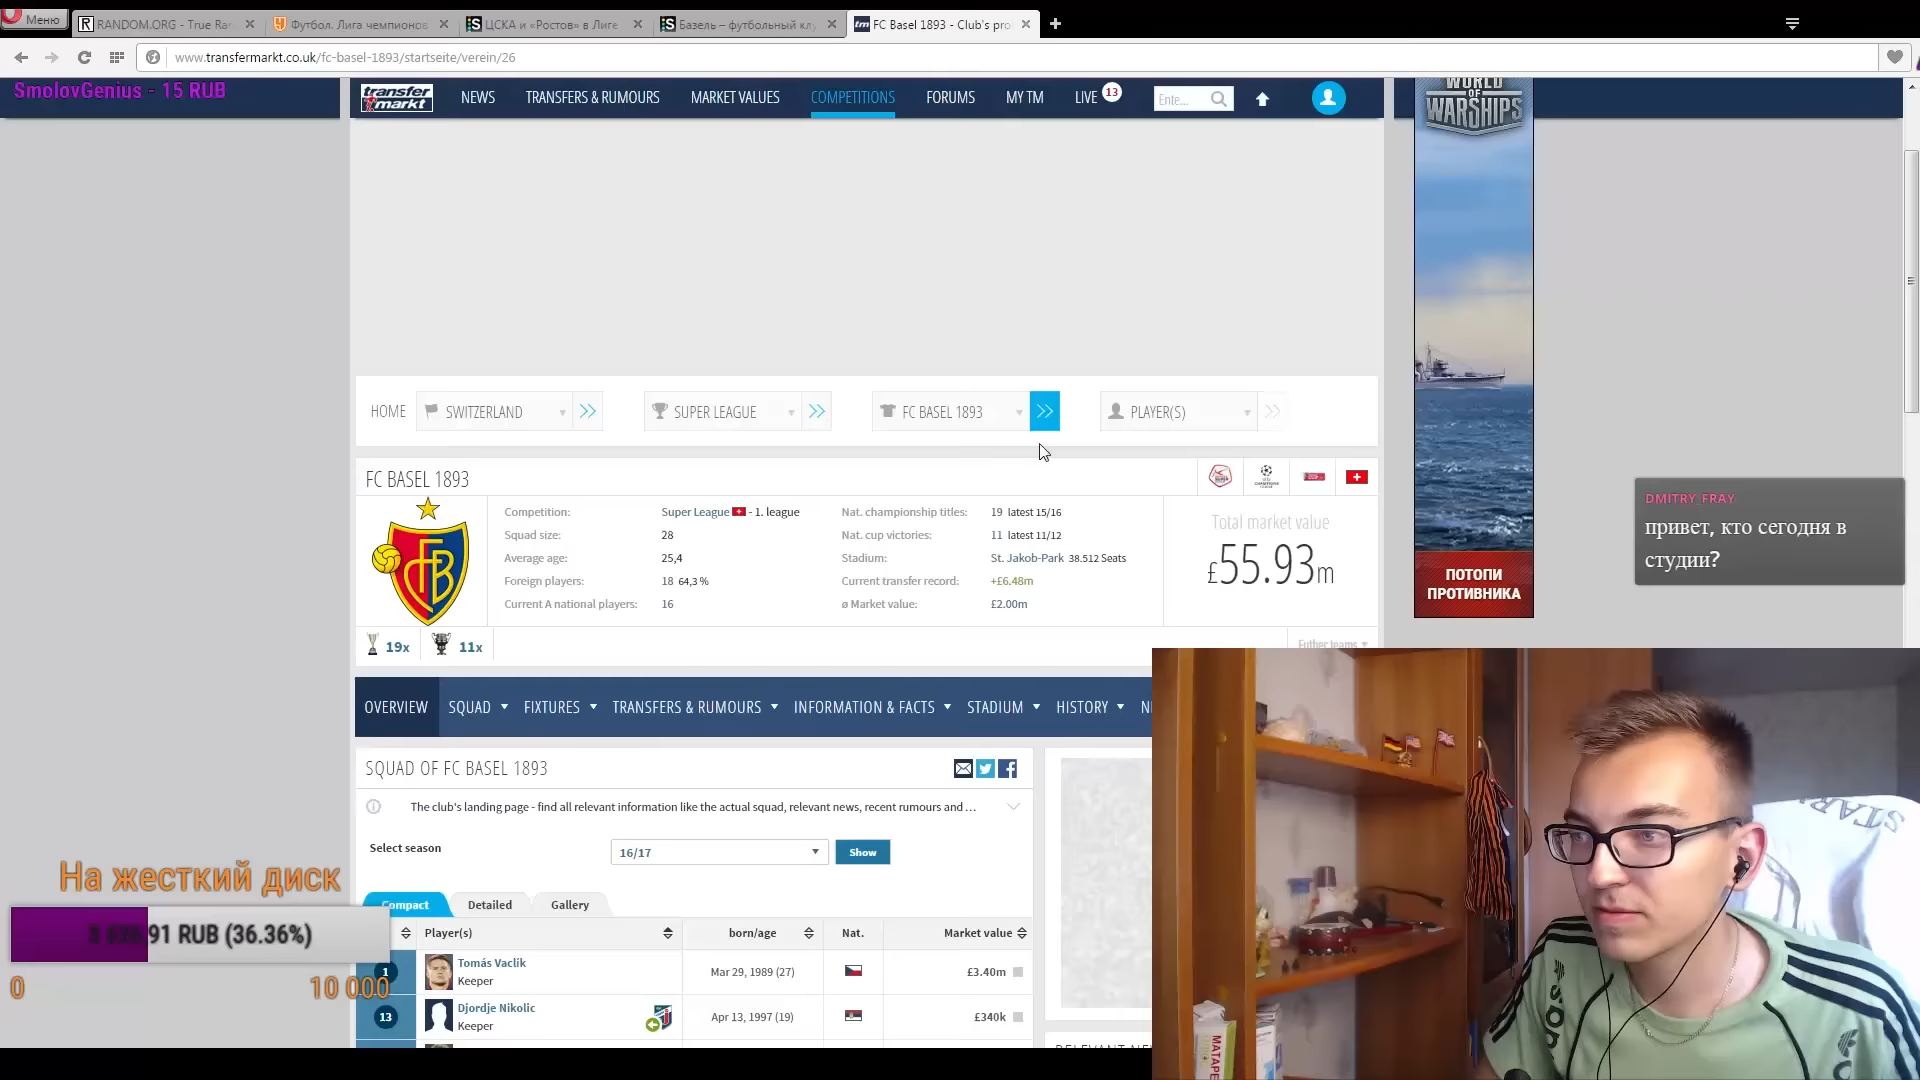 Меню
RANDOM.ORG - True Ra
Футбол. Лига чемпионов
ЦСКА и «Ростов» в Лиге
Базель – футбольный кл
FC Basel 1893 - Club's pro
www.transfermarkt.co.uk/fc-basel-1893/startseite/verein/26
SmolovGenius - 15 RUB
transfer markt
NEWS
TRANSFERS & RUMOURS
MARKET VALUES
COMPETITIONS
FORUMS
MY TM
LIVE 13
Ente...
WORLD OF WARSHIPS
HOME
SWITZERLAND
SUPER LEAGUE
FC BASEL 1893
PLAYER(S)
FC BASEL 1893
Competition: Super League - 1. league
Squad size: 28
Average age: 25,4
Foreign players: 18 64,3 %
Current A national players: 16
Nat. championship titles: 19 latest 15/16
Nat. cup victories: 11 latest 11/12
Stadium: St. Jakob-Park 38.512 Seats
Current transfer record: +£6.48m
ø Market value: £2.00m
Total market value
£55.93m
19x
11x
Futher teams
DMITRY_FRAY
привет, кто сегодня в
студии?
ПОТОПИ
ПРОТИВНИКА
OVERVIEW
SQUAD
FIXTURES
TRANSFERS & RUMOURS
INFORMATION & FACTS
STADIUM
HISTORY
SQUAD OF FC BASEL 1893
The club's landing page - find all relevant information like the actual squad, relevant news, recent rumours and ...
Select season
16/17
Show
Compact
Detailed
Gallery
Player(s)
born/age
Nat.
Market value
1
Tomás Vaclík
Keeper
Mar 29, 1989 (27)
£3.40m
13
Djordje Nikolic
Keeper
Apr 13, 1997 (19)
£340k
На жесткий диск
91 RUB (36.36%)
0
10 000
STAR
adidas